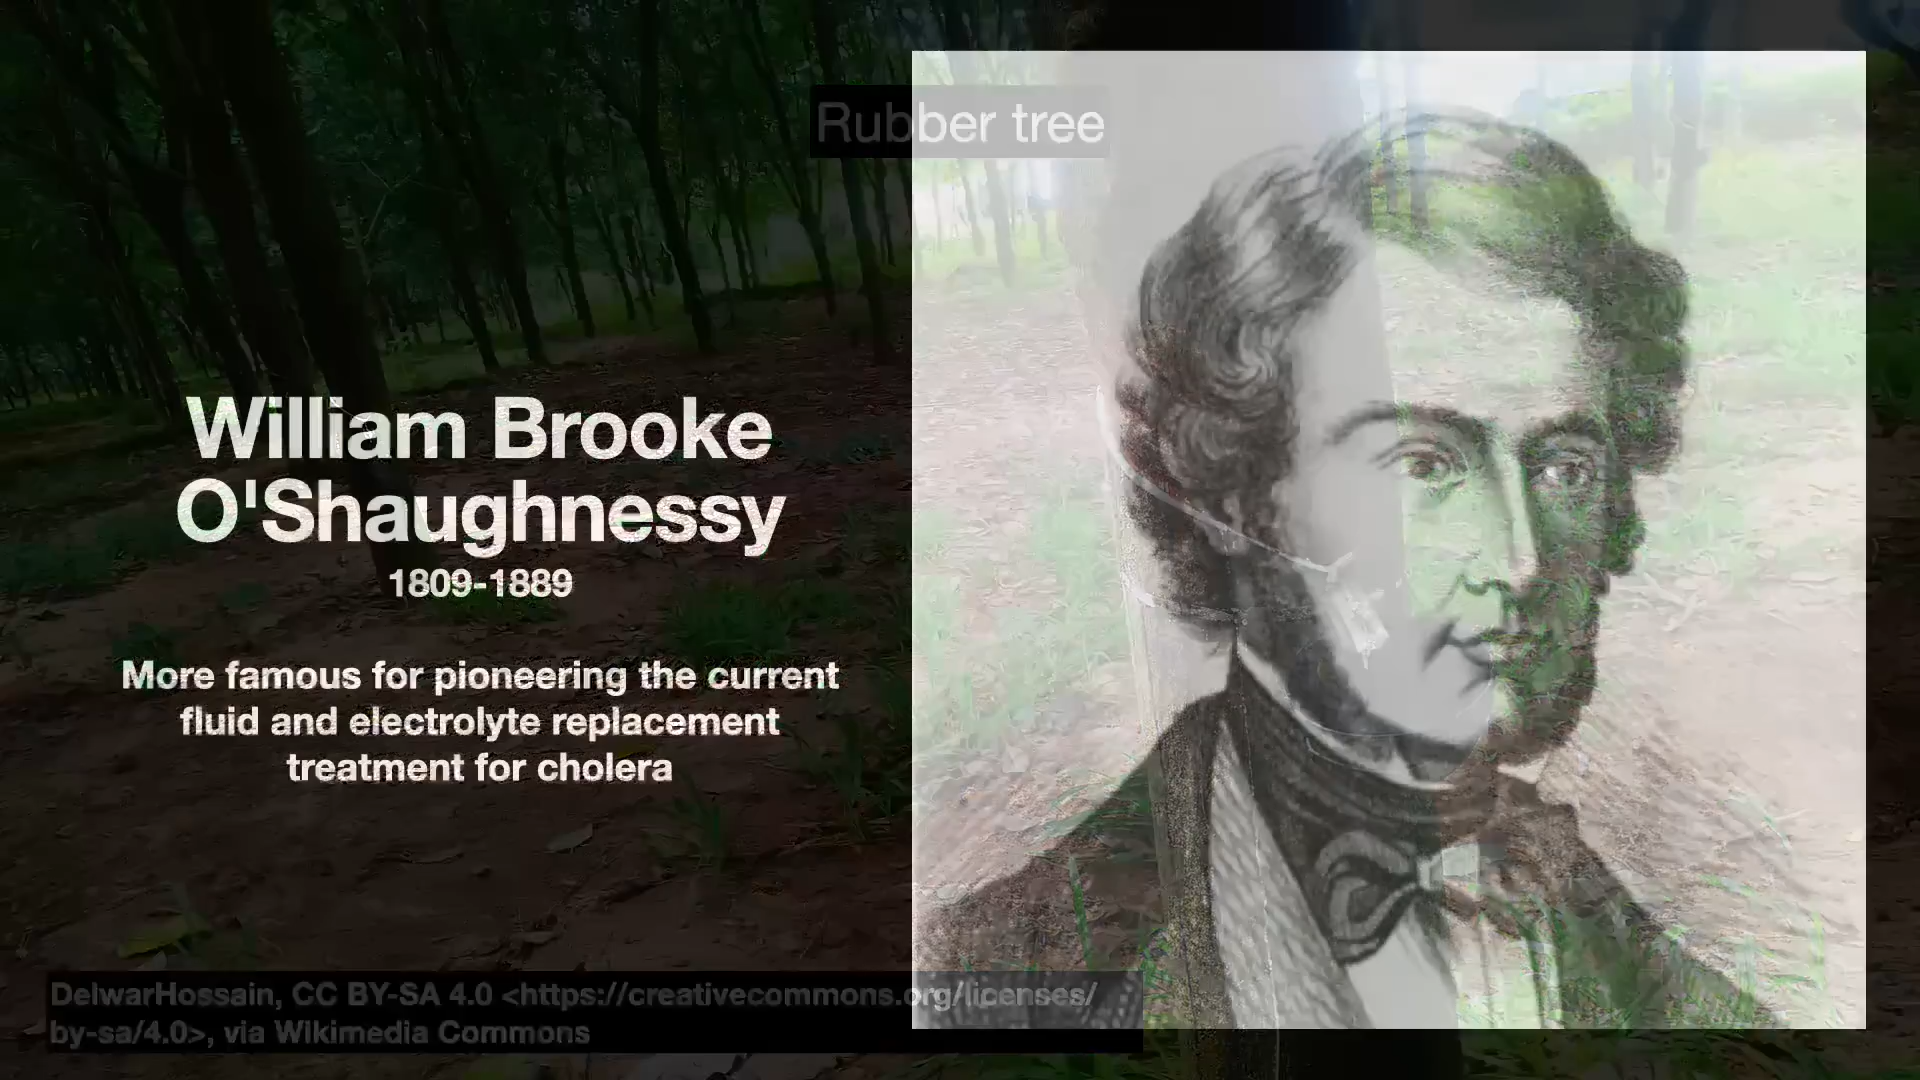 Rubber tree
William Brooke
O'Shaughnessy
1809-1889
More famous for pioneering the current
fluid and electrolyte replacement
treatment for cholera
DelwarHossain, CC BY-SA 4.0 <https://creativecommons.org/licenses/
by-sa/4.0>, via Wikimedia Commons